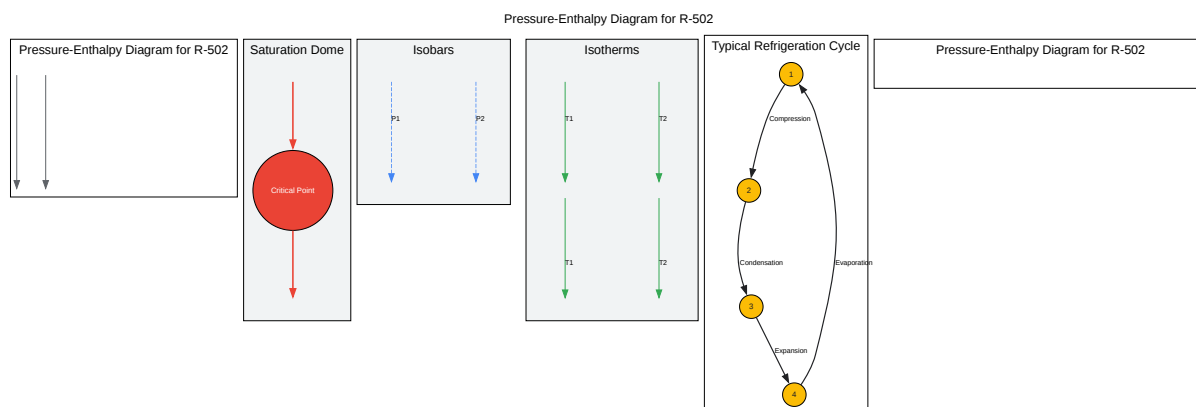 Pressure-Enthalpy Diagram for R-502
Pressure-Enthalpy Diagram for R-502
Saturation Dome
Critical Point
Isobars
P1
P2
Isotherms
T1
T2
T1
T2
Typical Refrigeration Cycle
1
Compression
2
Condensation
Evaporation
3
Expansion
4
Pressure-Enthalpy Diagram for R-502